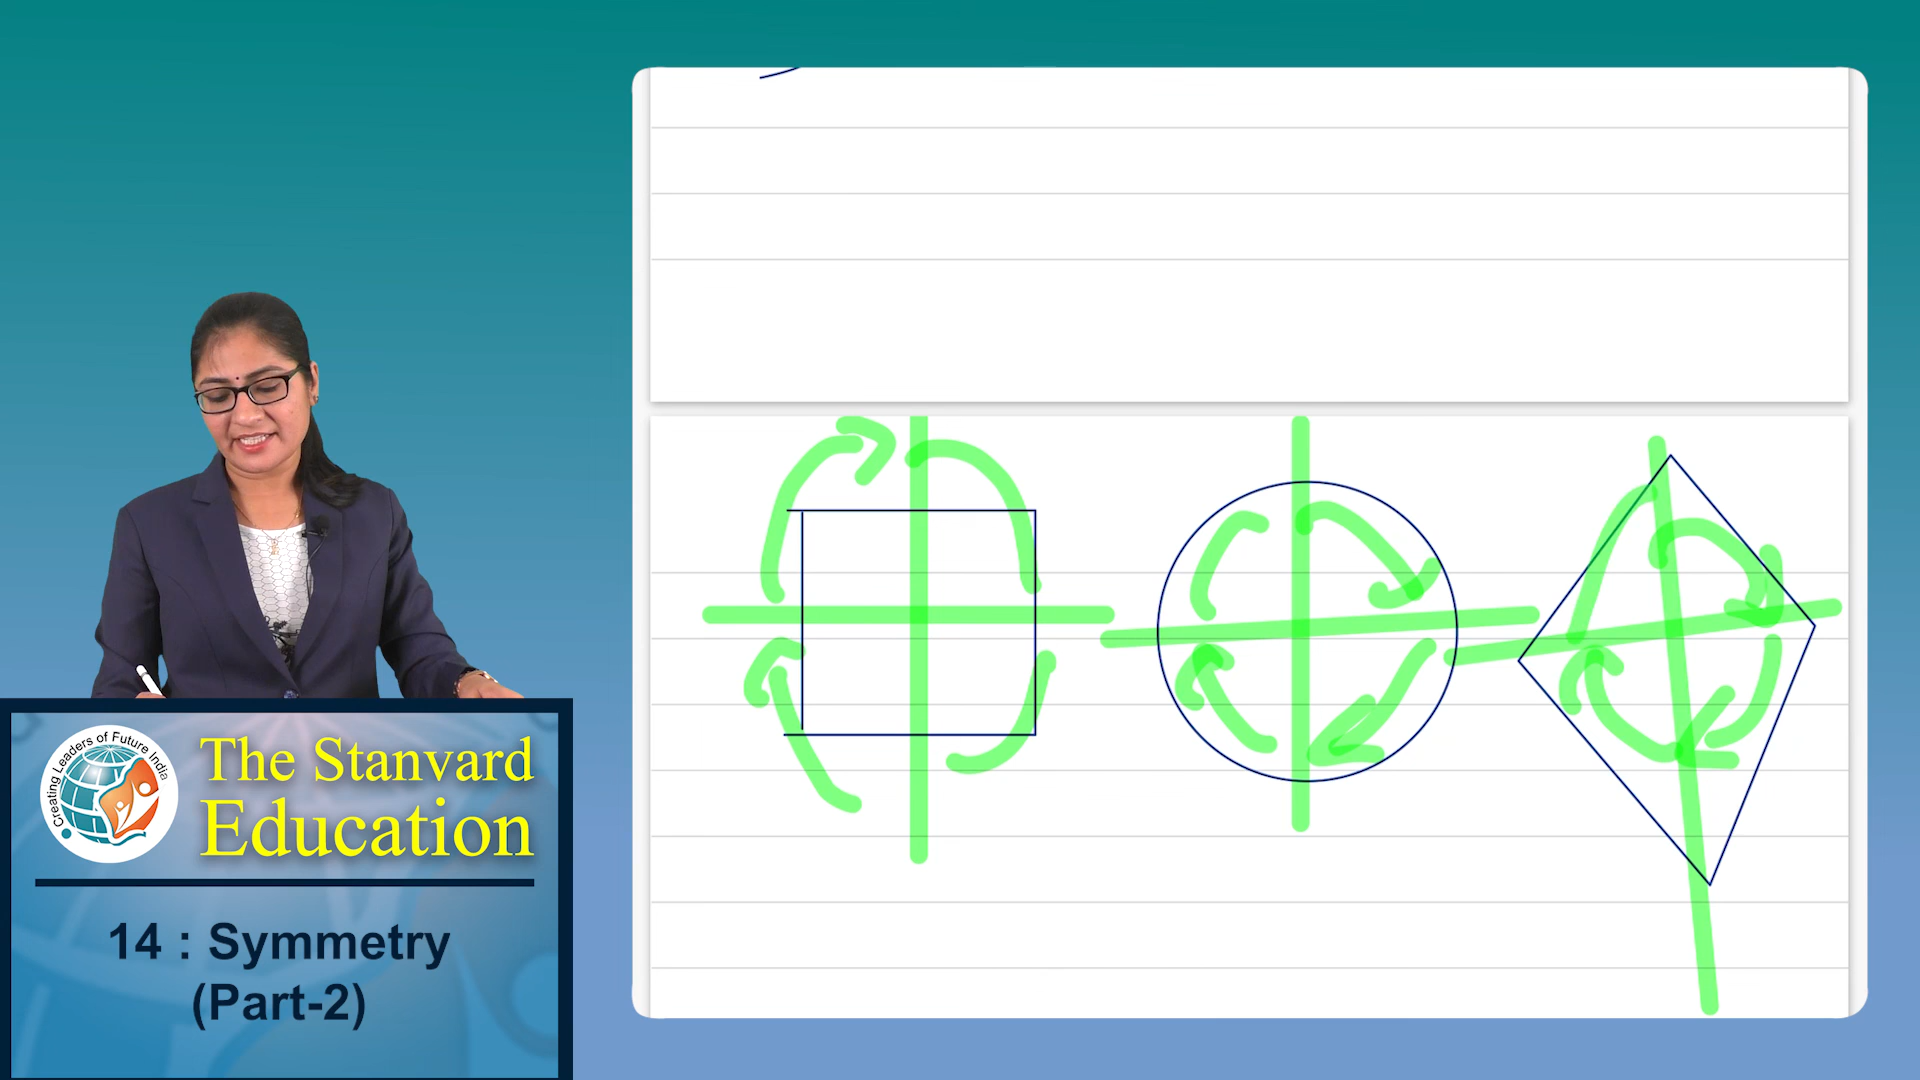 Creating Leaders of Future India
The Stanvard
Education
14 : Symmetry
(Part-2)